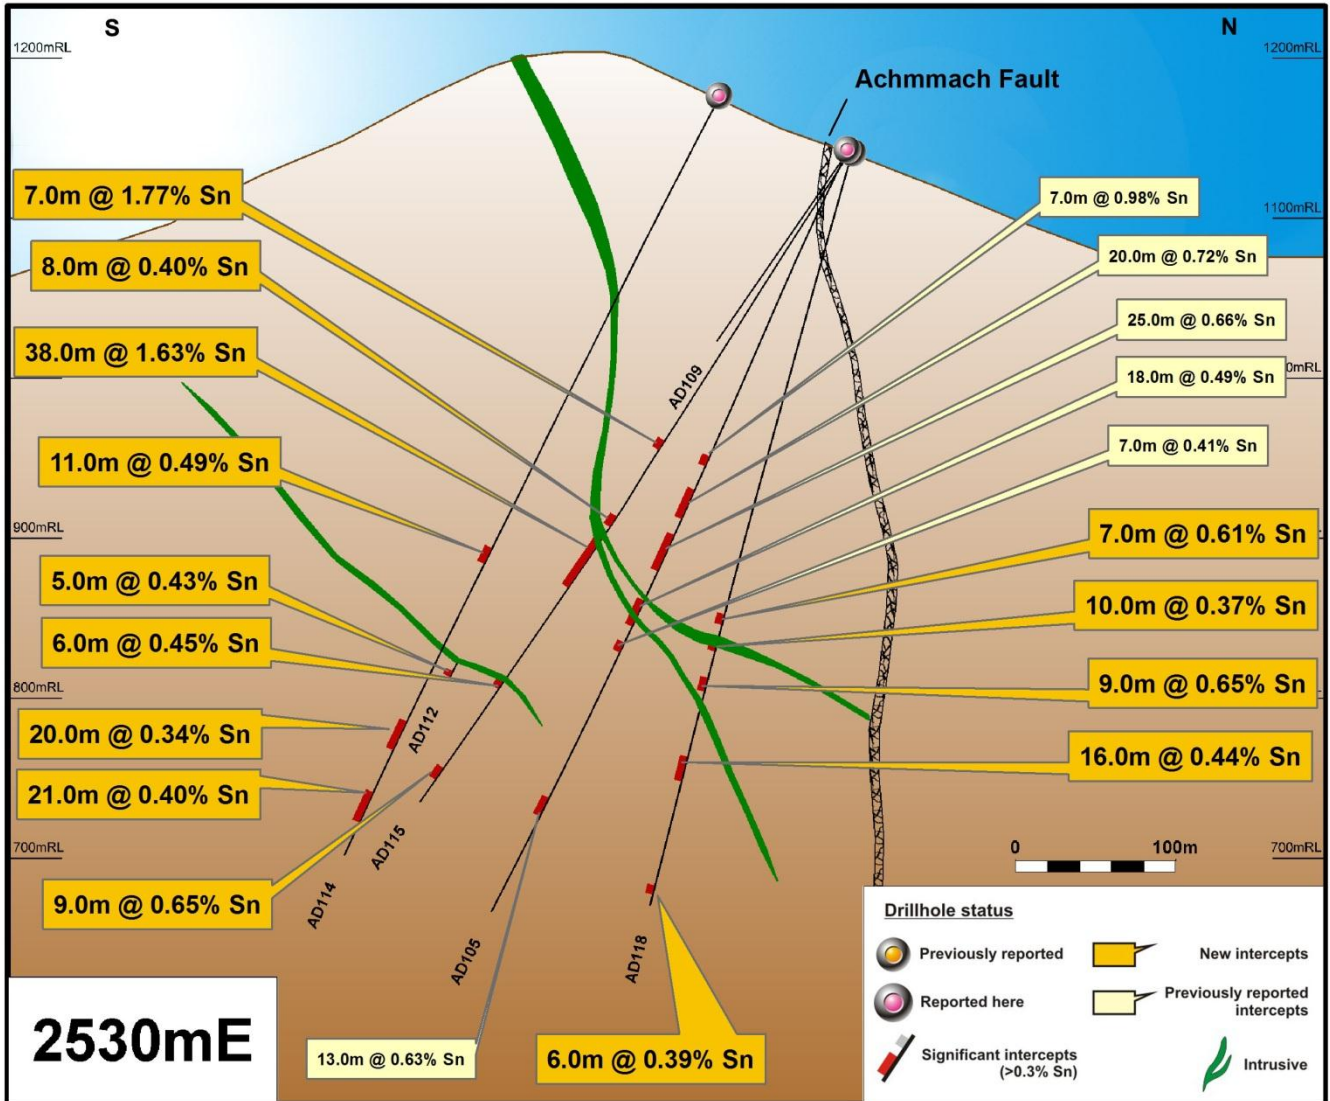 S
N
1200mRL
1200mRL
Achmmach Fault
7.0m @ 1.77% Sn
7.0m @ 0.98% Sn
1100mRL
8.0m @ 0.40% Sn
20.0m @ 0.72% Sn
38.0m @ 1.63% Sn
25.0m @ 0.66% Sn
0mRL
AD109
18.0m @ 0.49% Sn
11.0m @ 0.49% Sn
7.0m @ 0.41% Sn
900mRL
7.0m @ 0.61% Sn
5.0m @ 0.43% Sn
10.0m @ 0.37% Sn
6.0m @ 0.45% Sn
9.0m @ 0.65% Sn
800mRL
20.0m @ 0.34% Sn
AD112
16.0m @ 0.44% Sn
21.0m @ 0.40% Sn
AD115
0
100m
700mRL
700mRL
9.0m @ 0.65% Sn
AD114
AD105
AD118
2530mE
13.0m @ 0.63% Sn
6.0m @ 0.39% Sn
Drillhole status
Previously reported
New intercepts
Reported here
Previously reported
intercepts
Significant intercepts
(>0.3% Sn)
Intrusive